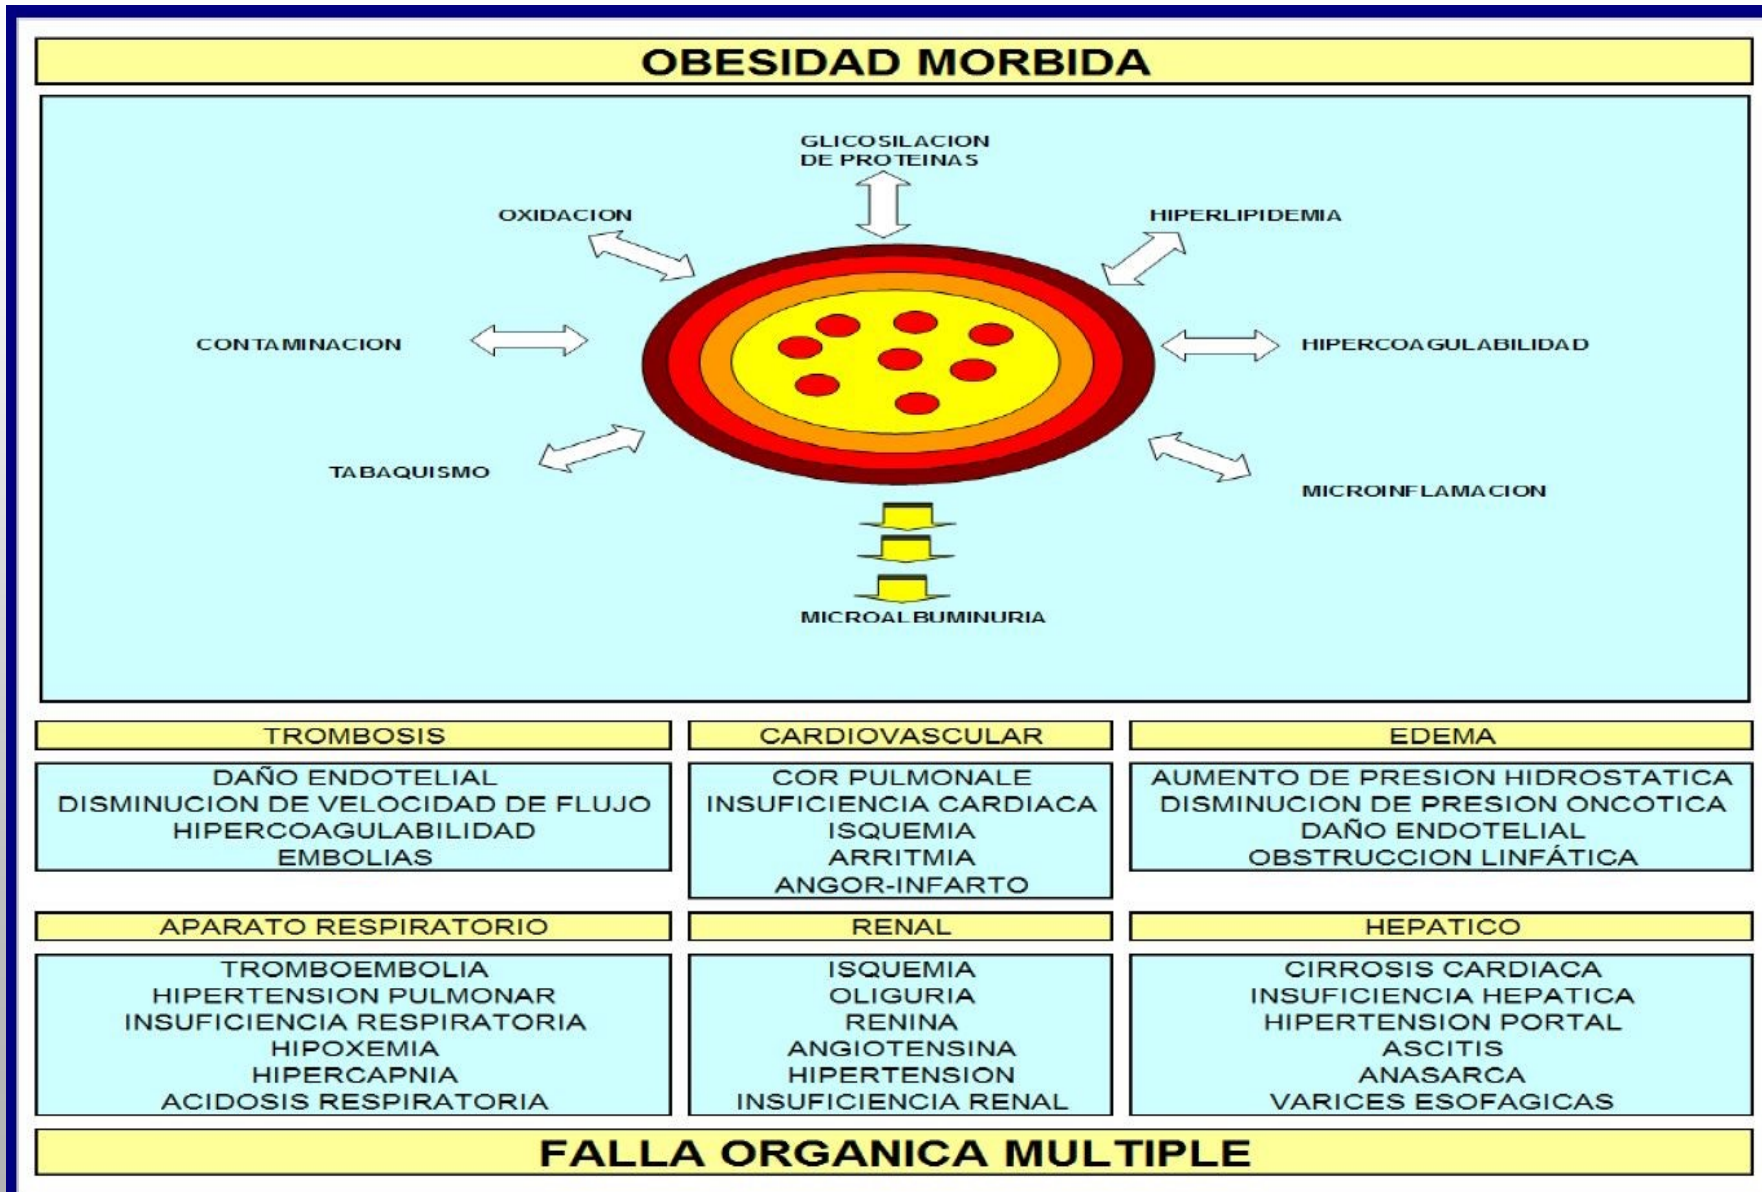 OBESIDAD MORBIDA
GLICOSILACION
DE PROTEINAS
OXIDACION
HIPERLIPIDEMIA
CONTAMINACION
HIPERCOAGULABILIDAD
TABAQUISMO
MICROINFLAMACION
MICROALBUMINURIA
TROMBOSIS
DAÑO ENDOTELIAL
DISMINUCION DE VELOCIDAD DE FLUJO
HIPERCOAGULABILIDAD
EMBOLIAS
CARDIOVASCULAR
COR PULMONALE
INSUFICIENCIA CARDIACA
ISQUEMIA
ARRITMIA
ANGOR-INFARTO
EDEMA
AUMENTO DE PRESION HIDROSTATICA
DISMINUCION DE PRESION ONCOTICA
DAÑO ENDOTELIAL
OBSTRUCCION LINFÁTICA
APARATO RESPIRATORIO
TROMBOEMBOLIA
HIPERTENSION PULMONAR
INSUFICIENCIA RESPIRATORIA
HIPOXEMIA
HIPERCAPNIA
ACIDOSIS RESPIRATORIA
RENAL
ISQUEMIA
OLIGURIA
RENINA
ANGIOTENSINA
HIPERTENSION
INSUFICIENCIA RENAL
HEPATICO
CIRROSIS CARDIACA
INSUFICIENCIA HEPATICA
HIPERTENSION PORTAL
ASCITIS
ANASARCA
VARICES ESOFAGICAS
FALLA ORGANICA MULTIPLE